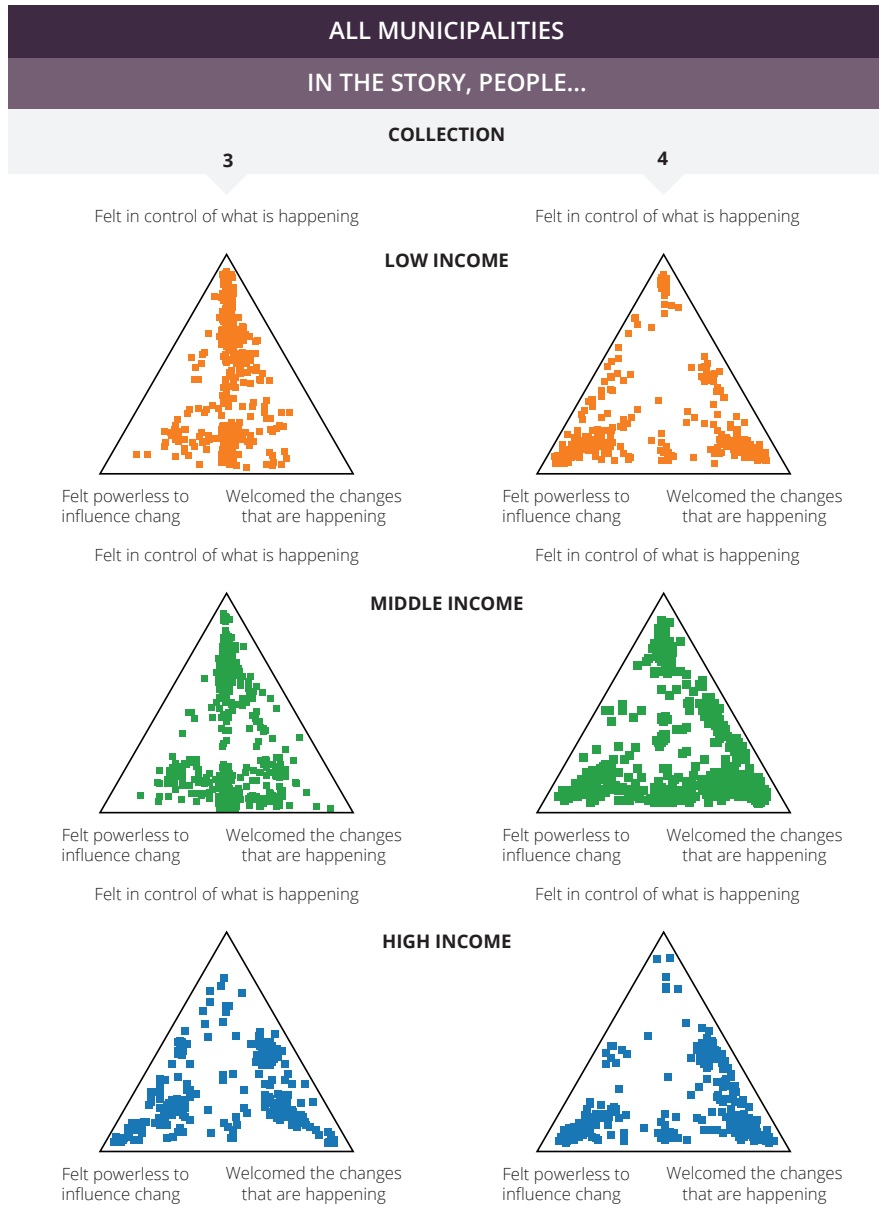 ALL MUNICIPALITIES
IN THE STORY, PEOPLE...
COLLECTION
3 4
Felt in control of what is happening Felt in control of what is happening
LOW INCOME
Felt powerless to Welcomed the changes Felt powerless to Welcomed the changes
influence chang that are happening influence chang that are happening
Felt in control of what is happening Felt in control of what is happening
MIDDLE INCOME
Felt powerless to Welcomed the changes Felt powerless to Welcomed the changes
influence chang that are happening influence chang that are happening
Felt in control of what is happening Felt in control of what is happening
HIGH INCOME
Felt powerless to Welcomed the changes Felt powerless to Welcomed the changes
influence chang that are happening influence chang that are happening